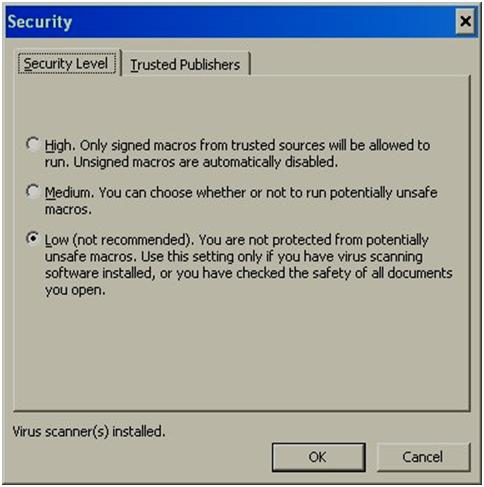 Security
Security Level
Trusted Publishers
High. Only signed macros from trusted sources will be allowed to
run. Unsigned macros are automatically disabled.
Medium. You can choose whether or not to run potentially unsafe
macros.
Low (not recommended). You are not protected from potentially
unsafe macros. Use this setting only if you have virus scanning
software installed, or you have checked the safety of all documents
you open.
Virus scanner(s) installed.
OK
Cancel